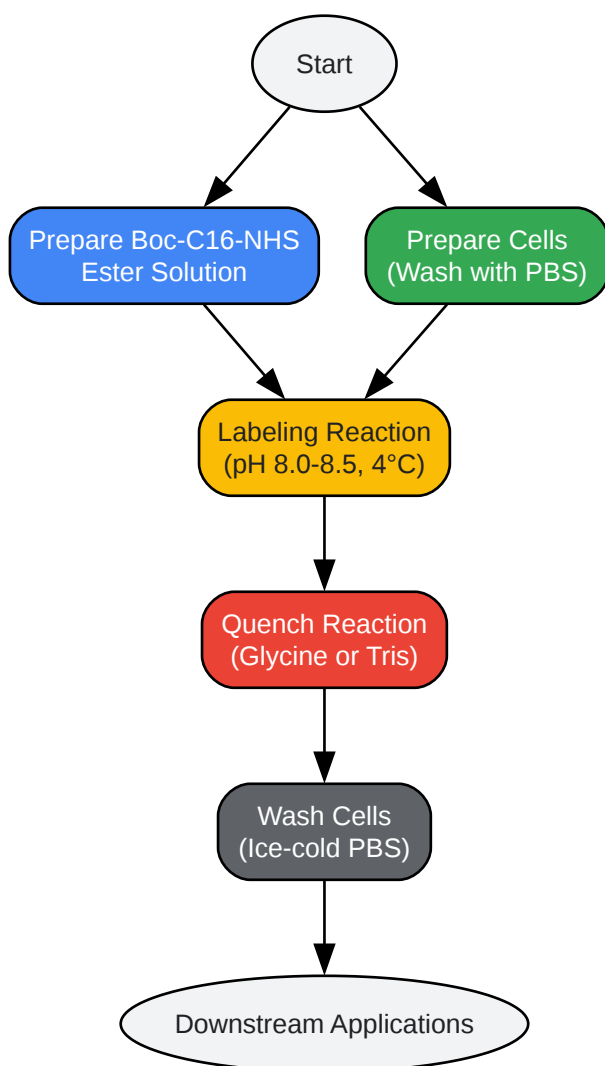 Start
Prepare Boc-C16-NHS
Ester Solution
Prepare Cells
(Wash with PBS)
Labeling Reaction
(pH 8.0-8.5, 4°C)
Quench Reaction
(Glycine or Tris)
Wash Cells
(Ice-cold PBS)
Downstream Applications